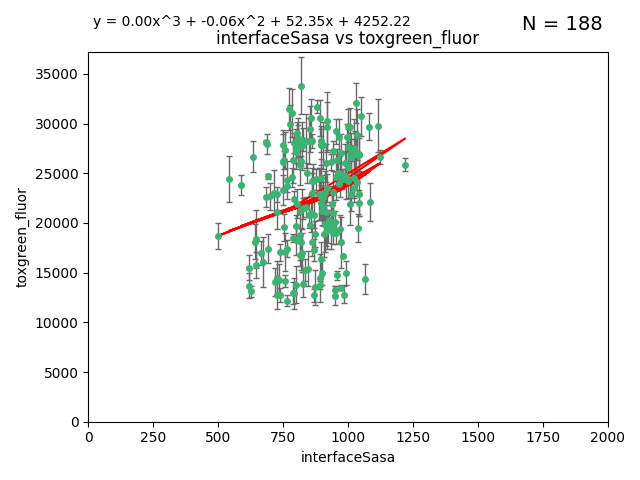 y = 0.00x^3 + -0.06x^2 + 52.35x + 4252.22
N = 188
interfaceSasa vs toxgreen_fluor
35000
30000
25000
20000
15000
10000
5000
0
toxgreen_fluor
0 250 500 750 1000 1250 1500 1750 2000
interfaceSasa